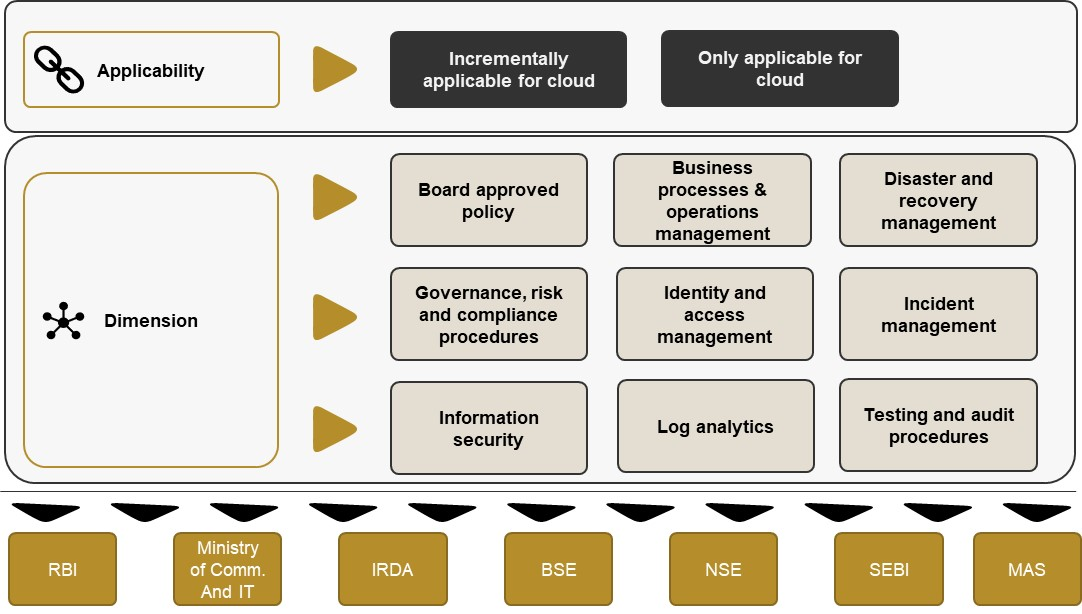 Applicability
Incrementally
applicable for cloud
Only applicable for
cloud
Dimension
Board approved
policy
Business
processes &
operations
management
Disaster and
recovery
management
Governance, risk
and compliance
procedures
Identity and
access
management
Incident
management
Information
security
Log analytics
Testing and audit
procedures
RBI
Ministry
of Comm.
And IT
IRDA
BSE
NSE
SEBI
MAS